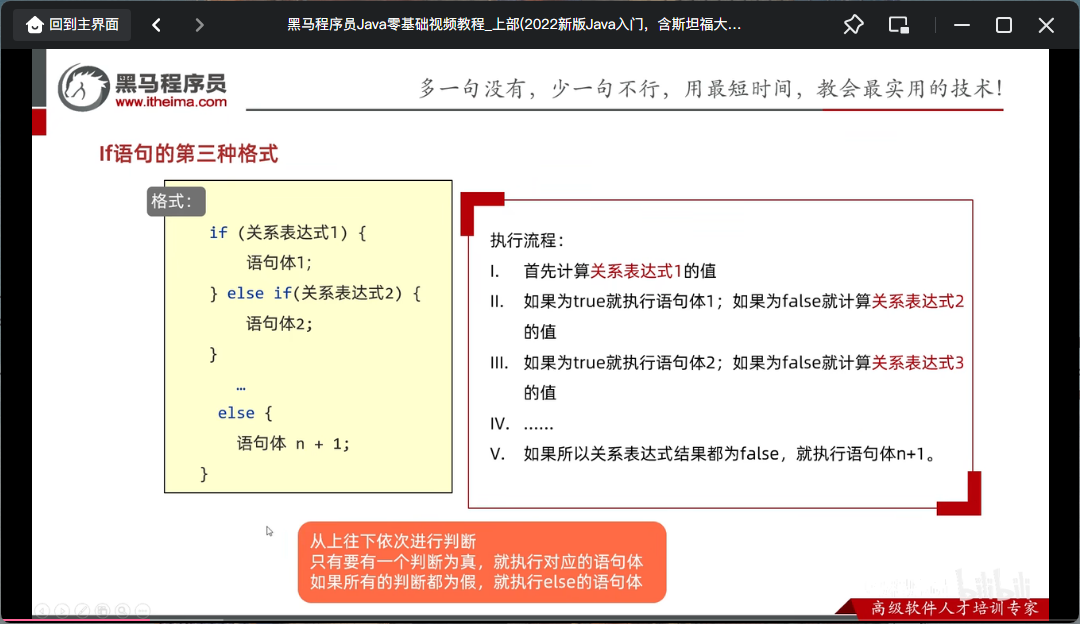 回到主界面
黑马程序员Java零基础视频教程_上部(2022新版Java入门，含斯坦福大...
黑马程序员
www.itheima.com
多一句没有，少一句不行，用最短时间，教会最实用的技术！
If语句的第三种格式
格式：
if (关系表达式1) {
语句体1;
} else if(关系表达式2) {
语句体2;
}
…
else {
语句体 n + 1;
}
执行流程：
I. 首先计算关系表达式1的值
II. 如果为true就执行语句体1；如果为false就计算关系表达式2
的值
III. 如果为true就执行语句体2；如果为false就计算关系表达式3
的值
IV. ......
V. 如果所以关系表达式结果都为false，就执行语句体n+1。
从上往下依次进行判断
只有要有一个判断为真，就执行对应的语句体
如果所有的判断都为假，就执行else的语句体
bilibili
高级软件人才培训专家